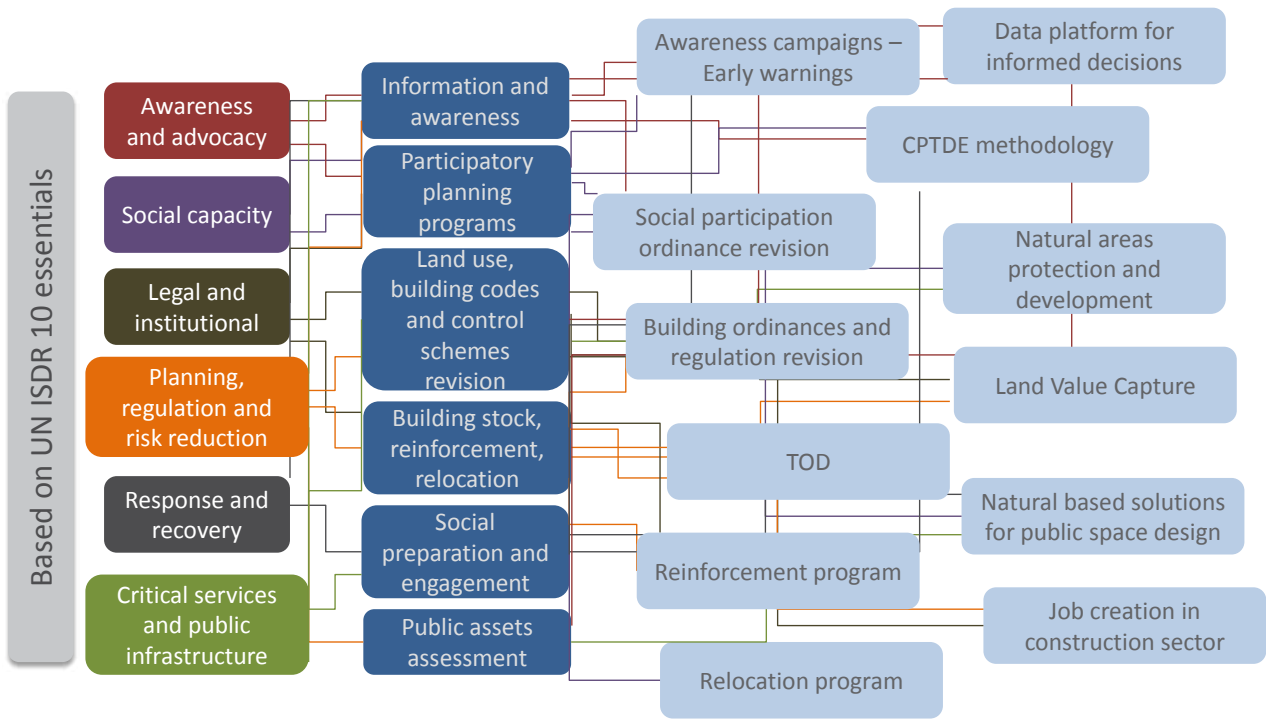 Based on UN ISDR 10 essentials
Awareness
and advocacy
Social capacity
Legal and
institutional
Planning,
regulation and
risk reduction
Response and
recovery
Critical services
and public
infrastructure
Information and
awareness
Participatory
planning
programs
Land use,
building codes
and control
schemes
revision
Building stock,
reinforcement,
relocation
Social
preparation and
engagement
Public assets
assessment
Awareness campaigns –
Early warnings
Social participation
ordinance revision
Building ordinances and
regulation revision
TOD
Reinforcement program
Relocation program
Data platform for
informed decisions
CPTDE methodology
Natural areas
protection and
development
Land Value Capture
Natural based solutions
for public space design
Job creation in
construction sector